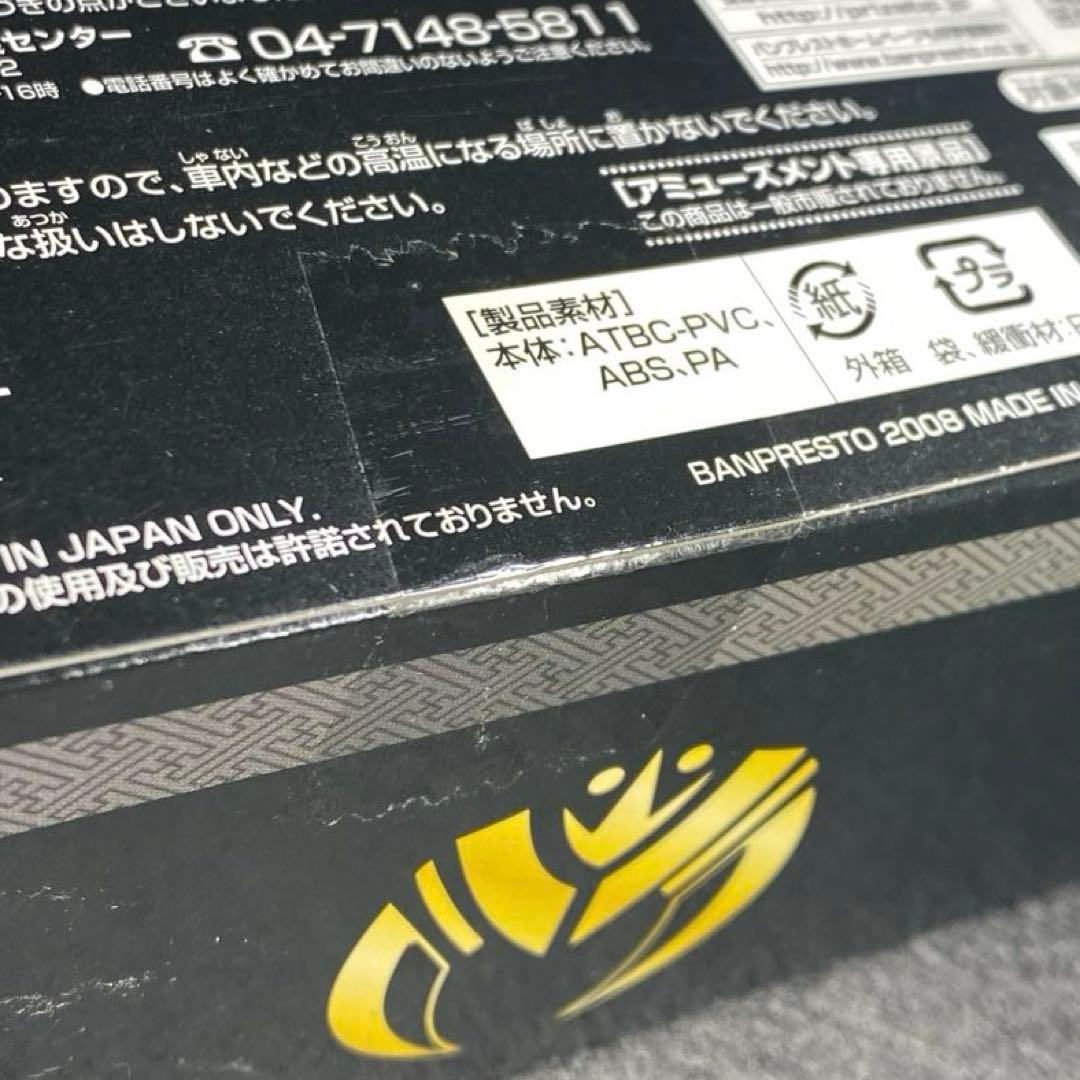 センター
2
☎04-7148-5811
16時 ●電話番号はよく確かめてお間違いのないようご注意ください。
http://www.banpresto
りますので、車内などの高温になる場所に置かないでください。
な扱いはしないでください。
【アミューズメント専用景品】
この商品は一般市販されておりません。
[製品素材]
本体:ATBC-PVC、
ABS、PA
紙
プラ
外箱 袋、緩衝材:P
BANPRESTO 2008 MADE IN
IN JAPAN ONLY.
の使用及び販売は許諾されておりません。